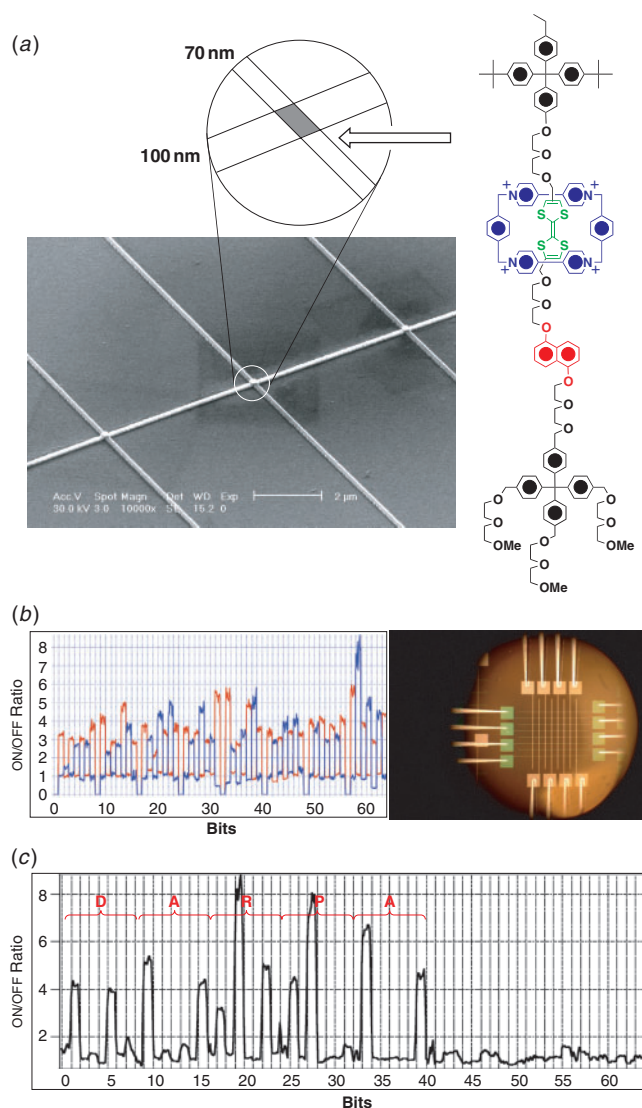 (a)
70 nm
100 nm
Acc.V Spot Magn Det WD Exp
30.0 kV 3.0 10000x SE 15.2 0
2 µm
O
O
O
+ N N +
S S
S S
+ N N +
O
O
O
O
O
O
O O
O O
OMe OMe
O
O
OMe
(b)
ON/OFF Ratio
8
7
6
5
4
3
2
1
0
0 10 20 30 40 50 60
Bits
(c)
ON/OFF Ratio
8
6
4
2
D A R P A
0 5 10 15 20 25 30 35 40 45 50 55 60
Bits